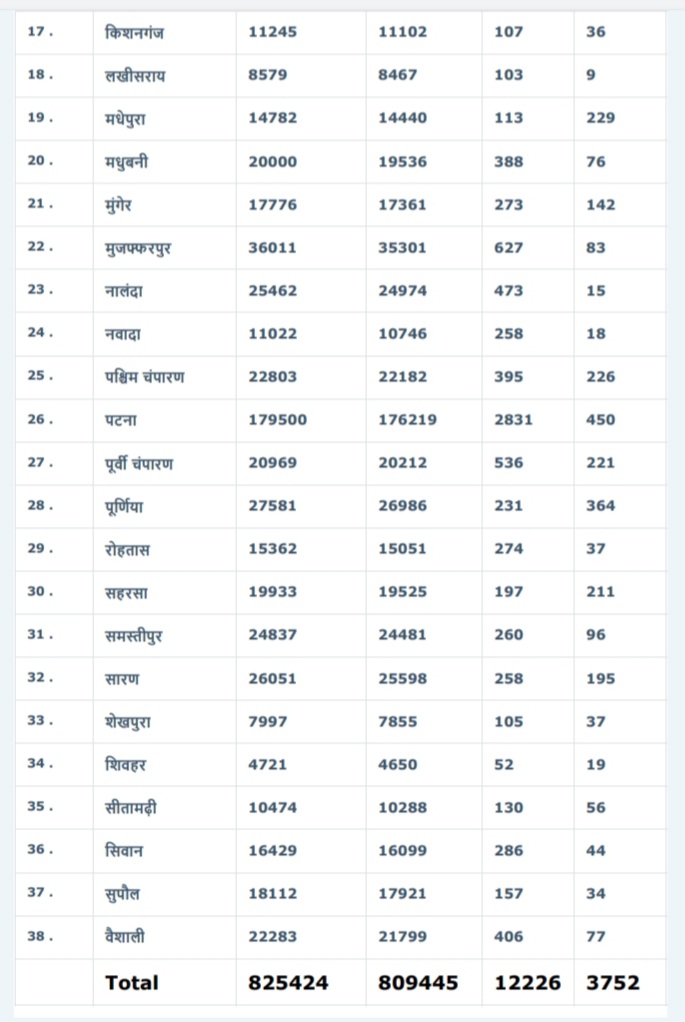 17 . किशनगंज 11245 11102 107 36
18 . लखीसराय 8579 8467 103 9
19 . मधेपुरा 14782 14440 113 229
20 . मधुबनी 20000 19536 388 76
21 . मुंगेर 17776 17361 273 142
22 . मुजफ्फरपुर 36011 35301 627 83
23 . नालंदा 25462 24974 473 15
24 . नवादा 11022 10746 258 18
25 . पश्चिम चंपारण 22803 22182 395 226
26 . पटना 179500 176219 2831 450
27 . पूर्वी चंपारण 20969 20212 536 221
28 . पूर्णिया 27581 26986 231 364
29 . रोहतास 15362 15051 274 37
30 . सहरसा 19933 19525 197 211
31 . समस्तीपुर 24837 24481 260 96
32 . सारण 26051 25598 258 195
33 . शेखपुरा 7997 7855 105 37
34 . शिवहर 4721 4650 52 19
35 . सीतामढ़ी 10474 10288 130 56
36 . सिवान 16429 16099 286 44
37 . सुपौल 18112 17921 157 34
38 . वैशाली 22283 21799 406 77
Total 825424 809445 12226 3752